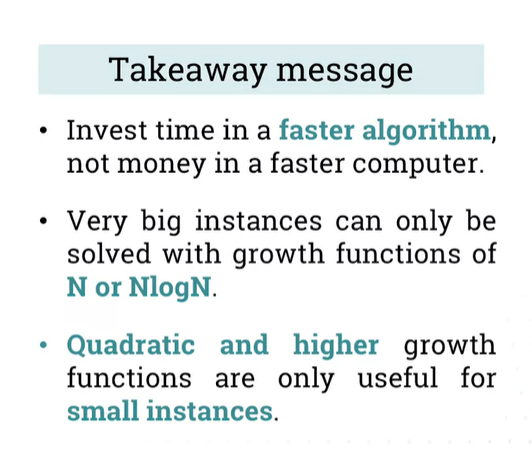 Takeaway message
• Invest time in a faster algorithm,
not money in a faster computer.
• Very big instances can only be
solved with growth functions of
N or NlogN.
• Quadratic and higher growth
functions are only useful for
small instances.